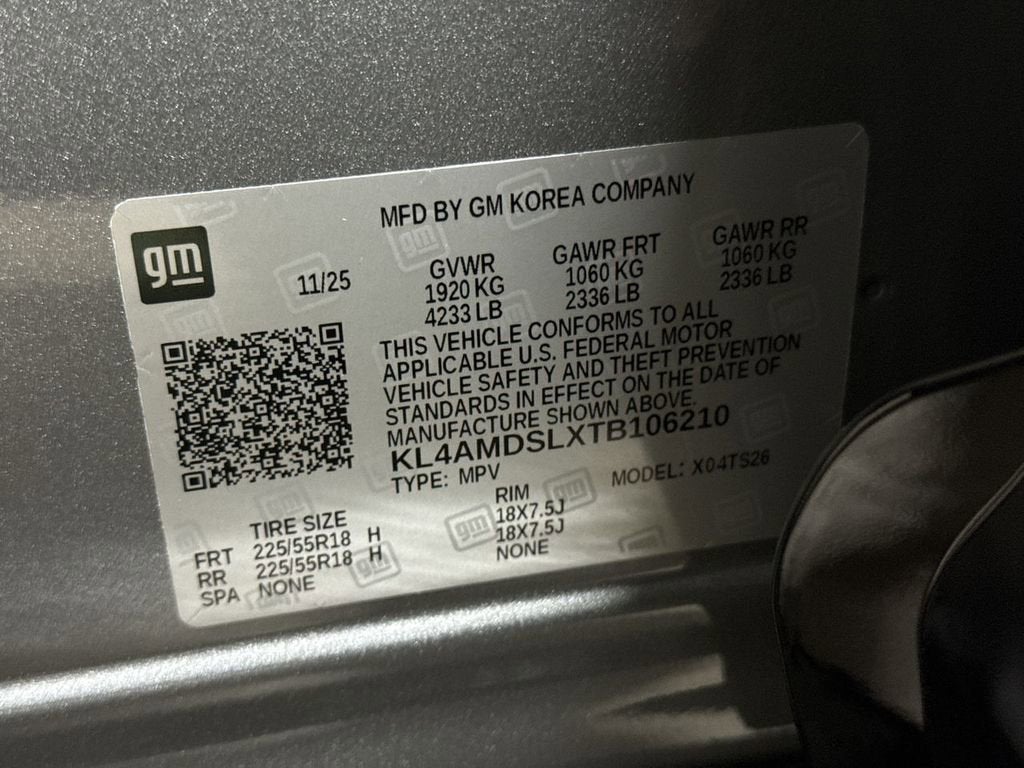 MFD BY GM KOREA COMPANY
gm
11/25
GVWR
1920 KG
4233 LB
GAWR FRT
1060 KG
2336 LB
GAWR RR
1060 KG
2336 LB
THIS VEHICLE CONFORMS TO ALL
APPLICABLE U.S. FEDERAL MOTOR
VEHICLE SAFETY AND THEFT PREVENTION
STANDARDS IN EFFECT ON THE DATE OF
MANUFACTURE SHOWN ABOVE.
KL4AMDSLXTB106210
TYPE: MPV MODEL: X04TS26
TIRE SIZE RIM
FRT 225/55R18 H 18X7.5J
RR 225/55R18 H 18X7.5J
SPA NONE NONE